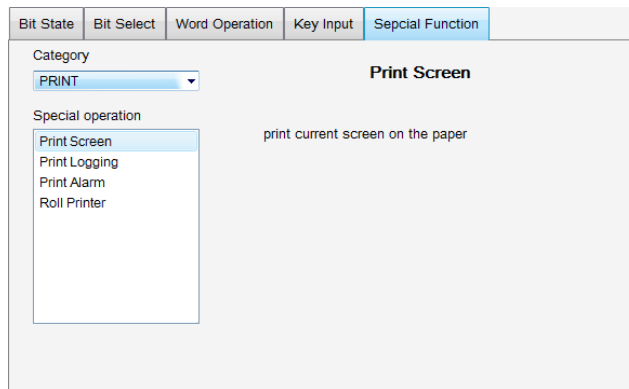 Bit State Bit Select Word Operation Key Input Sepcial Function
Category
PRINT
Print Screen
Special operation
Print Screen
print current screen on the paper
Print Logging
Print Alarm
Roll Printer